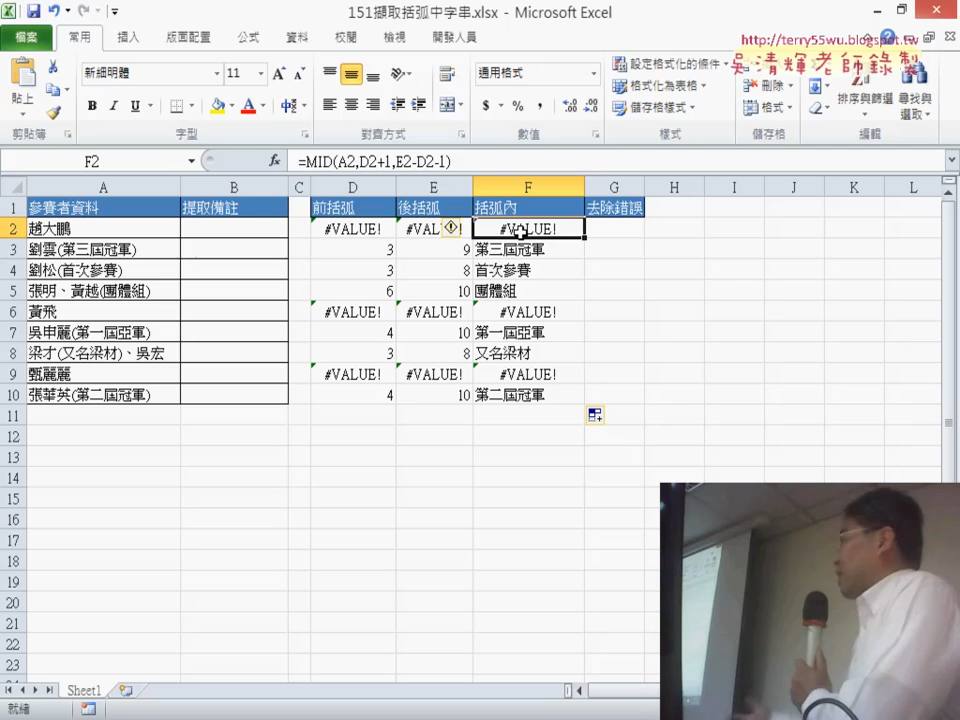 151擷取括弧中字串.xlsx - Microsoft Excel
檔案 常用 插入 版面配置 公式 資料 校閱 檢視 開發人員
http://terry55wu.blogspot.tw
吳清輝老師錄製
貼上 新細明體 11 A A 通用格式 設定格式化的條件
B I U A 中 $ % , 格式化為表格 刪除 排序與篩選 尋找與
儲存格樣式 格式 選取
剪貼簿 字型 對齊方式 數值 樣式 儲存格 編輯
F2 fx =MID(A2,D2+1,E2-D2-1)
A B C D E F G H I J K L
1 參賽者資料 提取備註 前括弧 後括弧 括弧內 去除錯誤
2 趙大鵬 #VALUE! #VAL ! #VALUE!
3 劉雲(第三屆冠軍) 3 9 第三屆冠軍
4 劉松(首次參賽) 3 8 首次參賽
5 張明、黃越(團體組) 6 10 團體組
6 黃飛 #VALUE! #VALUE! #VALUE!
7 吳申麗(第一屆亞軍) 4 10 第一屆亞軍
8 梁才(又名梁材)、吳宏 3 8 又名梁材
9 甄麗麗 #VALUE! #VALUE! #VALUE!
10 張華英(第二屆冠軍) 4 10 第二屆冠軍
11
12
13
14
15
16
17
18
19
20
21
22
23
Sheet1
就緒